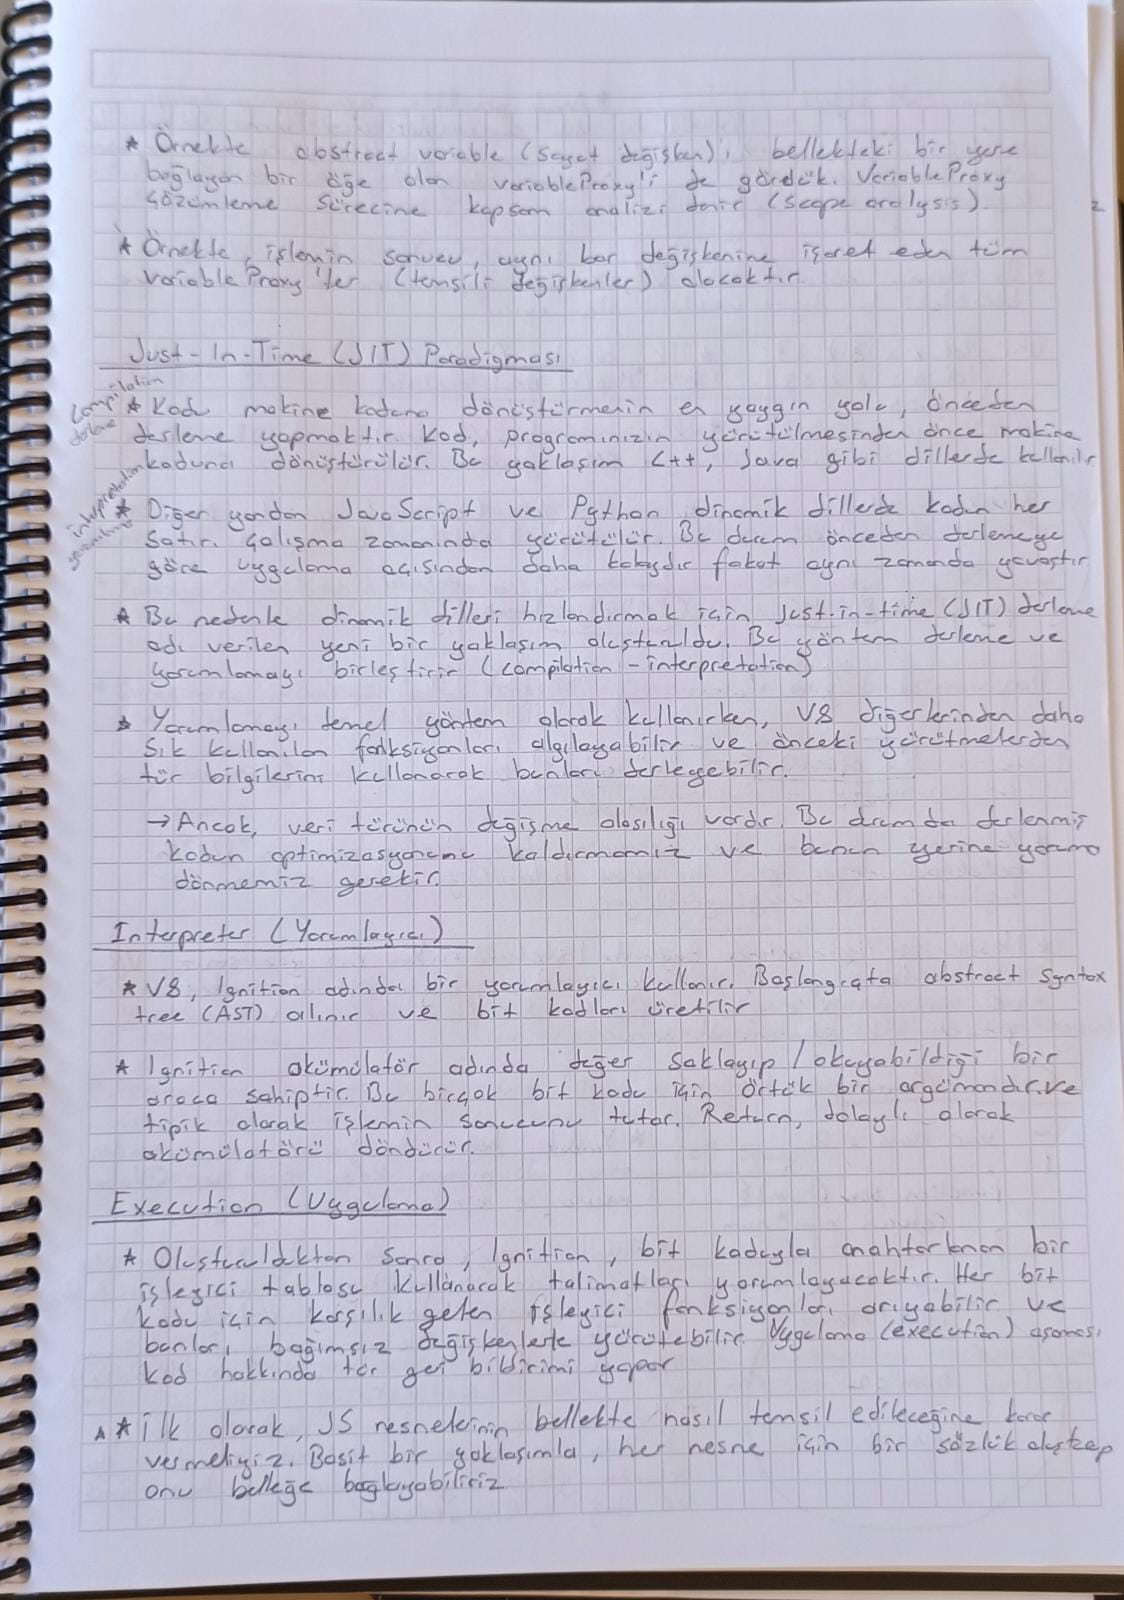 * Örnekte abstract variable (soyut değişken)'ı bellekteki bir yere
bağlayan bir öğe olan variableProxy'i de gördük. VariableProxy
çözümleme sürecine kapsam analizi denir (scope analysis).
* Örnekte, işlemin sonucu, aynı bar değişkenine işaret eden tüm
variable Proxy'ler (temsili değişkenler) olacaktır.
Just-In-Time (JIT) Paradigması
Compilation
derleme
* Kodu makine koduna dönüştürmenin en yaygın yolu, önceden
derleme yapmaktır. Kod, programınızın yürütülmesinden önce makine
koduna dönüştürülür. Bu yaklaşım C++, Java gibi dillerde kullanılır
interpretation
* Diğer yandan JavaScript ve Python dinamik dillerde kodun her
satırı çalışma zamanında yürütülür. Bu durum önceden derlemeye
göre uygulama açısından daha kolaydır fakat aynı zamanda yavaştır
* Bu nedenle dinamik dilleri hızlandırmak için Just-in-time (JIT) derleme
adı verilen yeni bir yaklaşım oluşturuldu. Bu yöntem derleme ve
yorumlamayı birleştirir (compilation - interpretation)
* Yorumlamayı temel yöntem olarak kullanırken, V8 diğerlerinden daha
sık kullanılan fonksiyonları algılayabilir ve önceki yürütmelerden
tür bilgilerini kullanarak bunları derleyebilir.
→ Ancak, veri türünün değişme olasılığı vardır. Bu durumda derlenmiş
kodun optimizasyonunu kaldırmamız ve bunun yerine yoruma
dönmemiz gerekir.
Interpreter (Yorumlayıcı)
* V8, Ignition adında bir yorumlayıcı kullanır. Başlangıçta abstract syntax
tree (AST) alınır ve bit kodları üretilir
* Ignition akümülatör adında değer saklayıp / okuyabildiği bir
araca sahiptir. Bu birçok bit kodu için örtük bir argümandır ve
tipik olarak işlemin sonucunu tutar. Return, dolaylı olarak
akümülatörü döndürür.
Execution (Uygulama)
* Oluşturulduktan sonra, Ignition, bit koduyla anahtarlanan bir
işleyici tablosu kullanarak talimatları yorumlayacaktır. Her bit
kodu için karşılık gelen işleyici fonksiyonları arıyabilir ve
bunları bağımsız değişkenlerle yürütebilir. Uygulama (execution) aşaması
kod hakkında tür geri bildirimi yapar
* İlk olarak, JS nesnelerinin bellekte nasıl temsil edileceğine karar
vermeliyiz. Basit bir yaklaşımla, her nesne için bir sözlük oluşturup
onu belleğe bağlayabiliriz